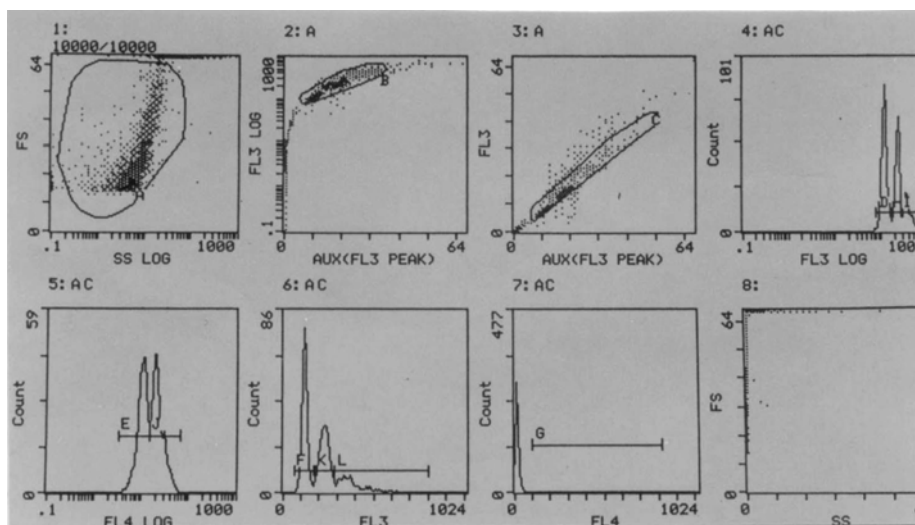 1:
10000/10000
64
FS
0
.1
1000
SS LOG
2: A
1000
FL3 LOG
.1
B
0
64
AUX(FL3 PEAK)
3: A
64
FL3
0
C
0
64
AUX(FL3 PEAK)
4: AC
101
Count
0
D
I
.1
1000
FL3 LOG
5: AC
59
Count
0
E
J
.1
1000
FL4 LOG
6: AC
86
Count
0
F
K
L
0
1024
FL3
7: AC
477
Count
0
G
0
1024
FL4
8:
64
FS
0
0
SS